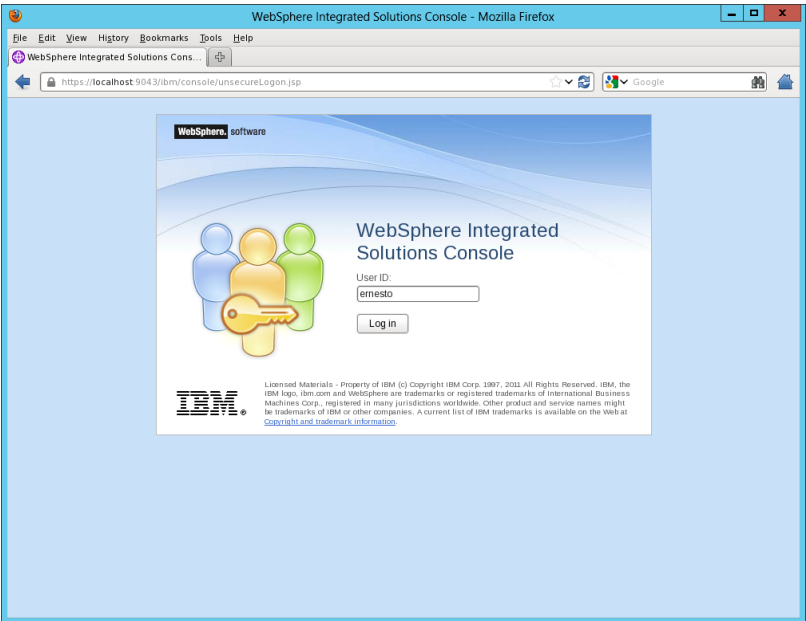 WebSphere Integrated Solutions Console - Mozilla Firefox
File Edit View History Bookmarks Tools Help
WebSphere Integrated Solutions Cons...
https://localhost:9043/ibm/console/unsecureLogon.jsp
Google
WebSphere. software
WebSphere Integrated
Solutions Console
User ID:
ernesto
Log in
IBM®
Licensed Materials - Property of IBM (c) Copyright IBM Corp. 1997, 2011 All Rights Reserved. IBM, the
IBM logo, ibm.com and WebSphere are trademarks or registered trademarks of International Business
Machines Corp., registered in many jurisdictions worldwide. Other product and service names might
be trademarks of IBM or other companies. A current list of IBM trademarks is available on the Web at
Copyright and trademark information.